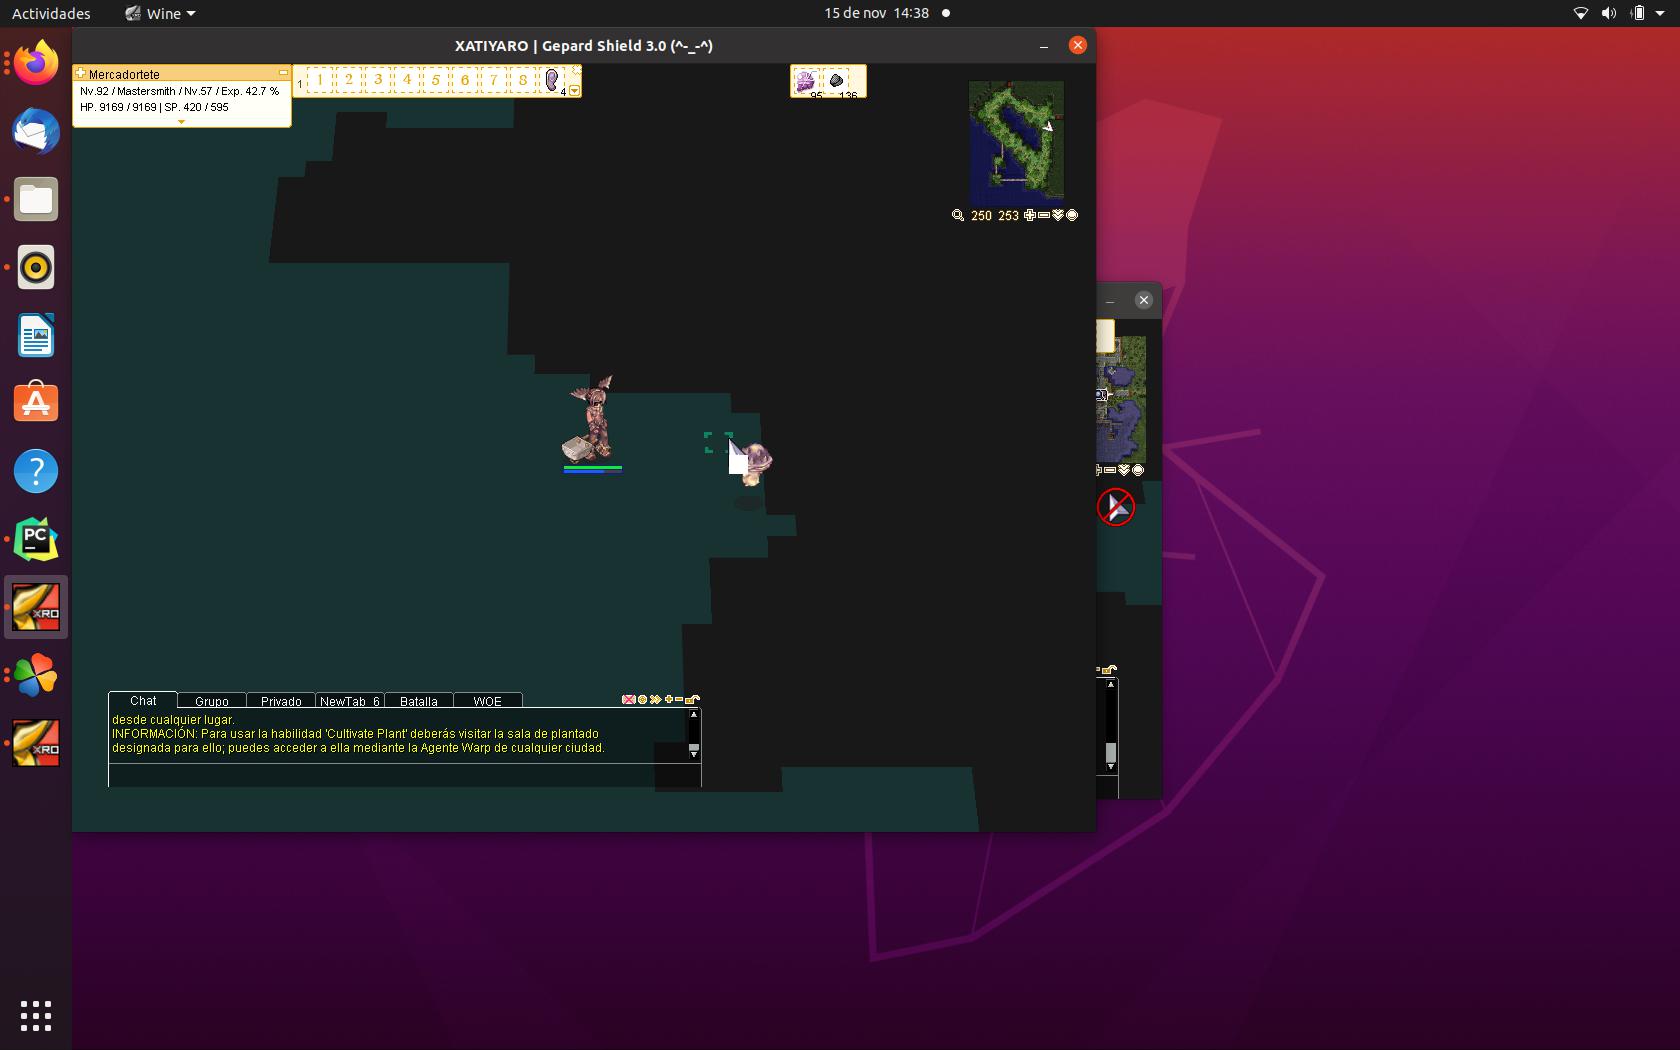 Actividades
Wine
15 de nov 14:38
XATIYARO | Gepard Shield 3.0 (^-_-^)
Mercadortete
Nv.92 / Mastersmith / Nv.57 / Exp. 42.7 %
HP. 9169 / 9169 | SP. 420 / 595
1 1 2 3 4 5 6 7 8 4
95 136
250 253
PC
XRO
XRO
Chat Grupo Privado NewTab_6 Batalla WOE
desde cualquier lugar.
INFORMACIÓN: Para usar la habilidad 'Cultivate Plant' deberás visitar la sala de plantado
designada para ello; puedes acceder a ella mediante la Agente Warp de cualquier ciudad.